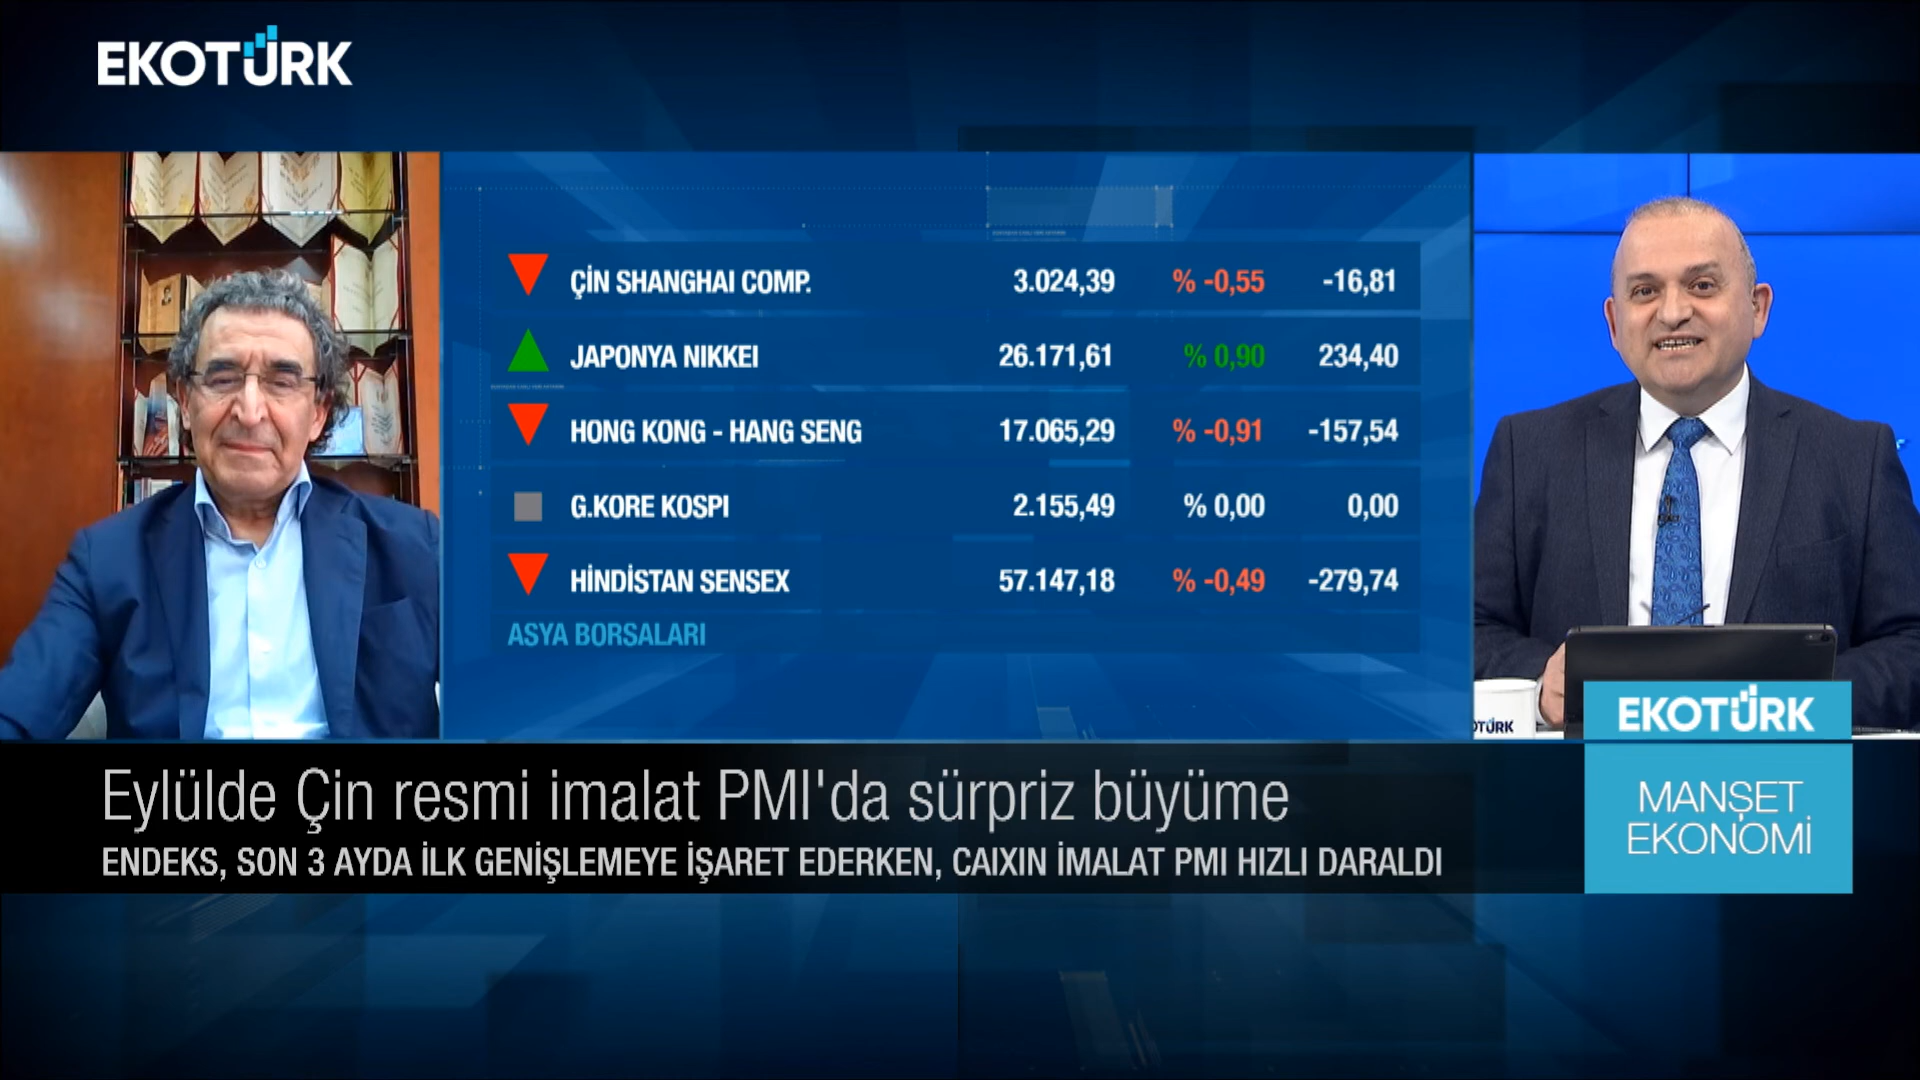 EKOTÜRK
ÇİN SHANGHAI COMP. 3.024,39 % -0,55 -16,81
JAPONYA NIKKEI 26.171,61 % 0,90 234,40
HONG KONG - HANG SENG 17.065,29 % -0,91 -157,54
G.KORE KOSPI 2.155,49 % 0,00 0,00
HİNDİSTAN SENSEX 57.147,18 % -0,49 -279,74
ASYA BORSALARI
TÜRK
EKOTÜRK
Eylülde Çin resmi imalat PMI'da sürpriz büyüme
ENDEKS, SON 3 AYDA İLK GENİŞLEMEYE İŞARET EDERKEN, CAIXIN İMALAT PMI HIZLI DARALDI
MANŞET
EKONOMİ